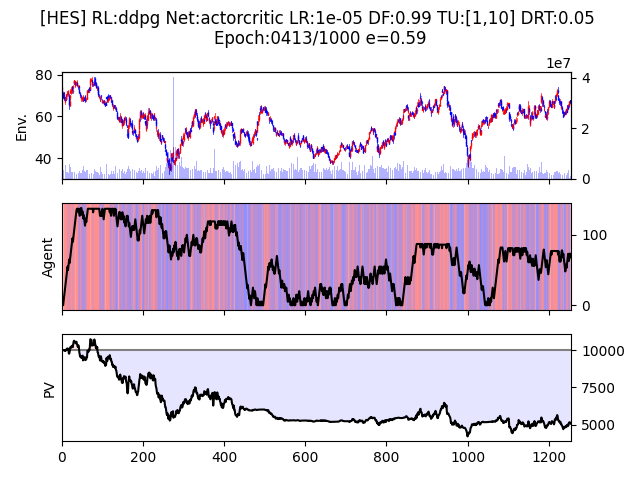 [HES] RL:ddpg Net:actorcritic LR:1e-05 DF:0.99 TU:[1,10] DRT:0.05
Epoch:0413/1000 e=0.59
1e7
80
60
40
Env.
4
2
0
Agent
100
0
PV
10000
7500
5000
0 200 400 600 800 1000 1200